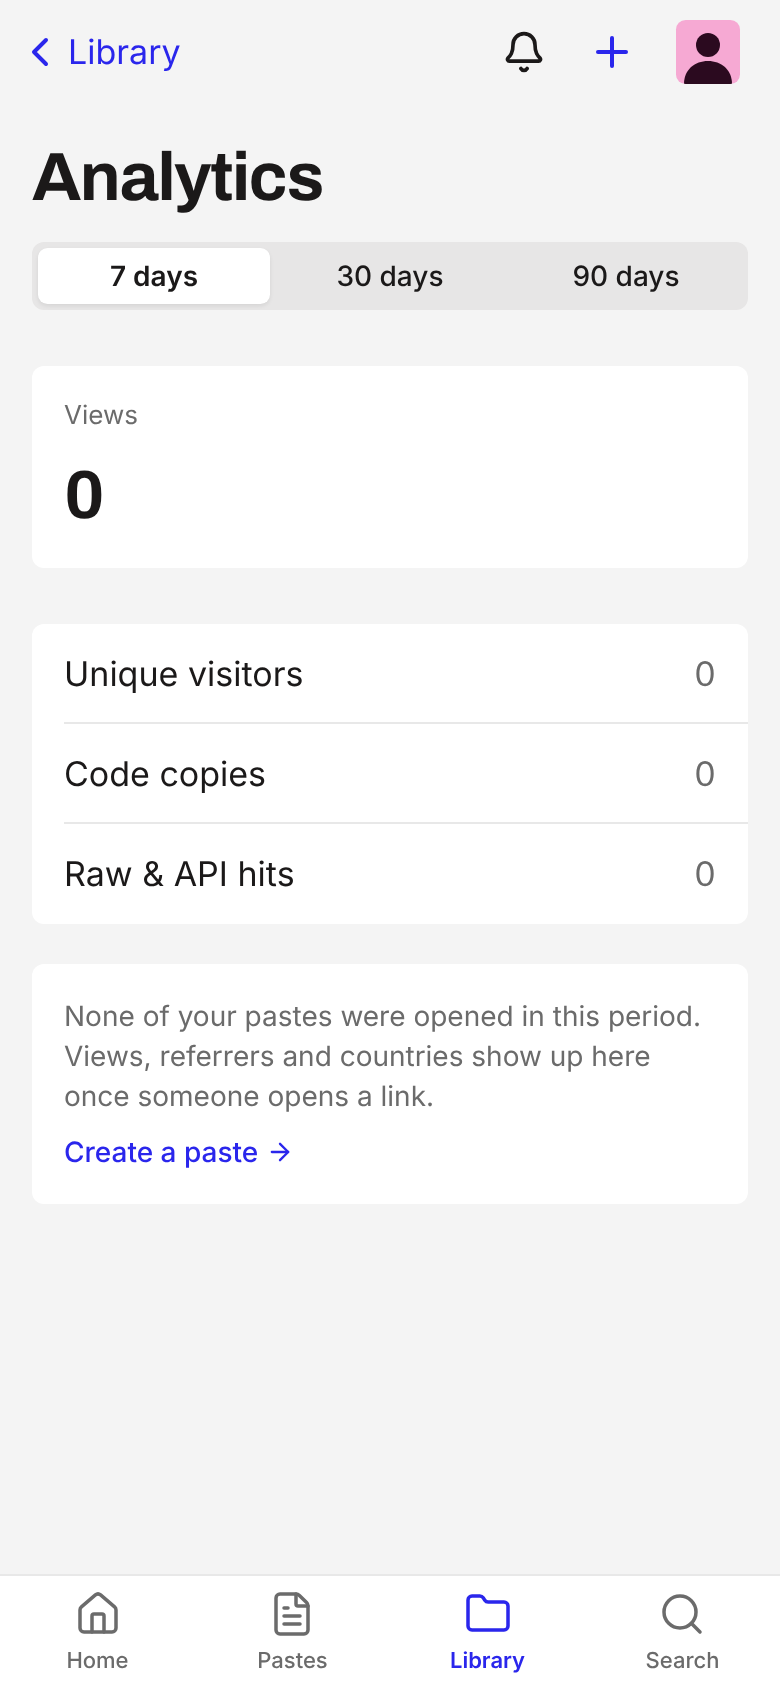 Library
Analytics
7 days 30 days 90 days
Views
0
Unique visitors 0
Code copies 0
Raw & API hits 0
None of your pastes were opened in this period.
Views, referrers and countries show up here
once someone opens a link.
Create a paste →
Home Pastes Library Search